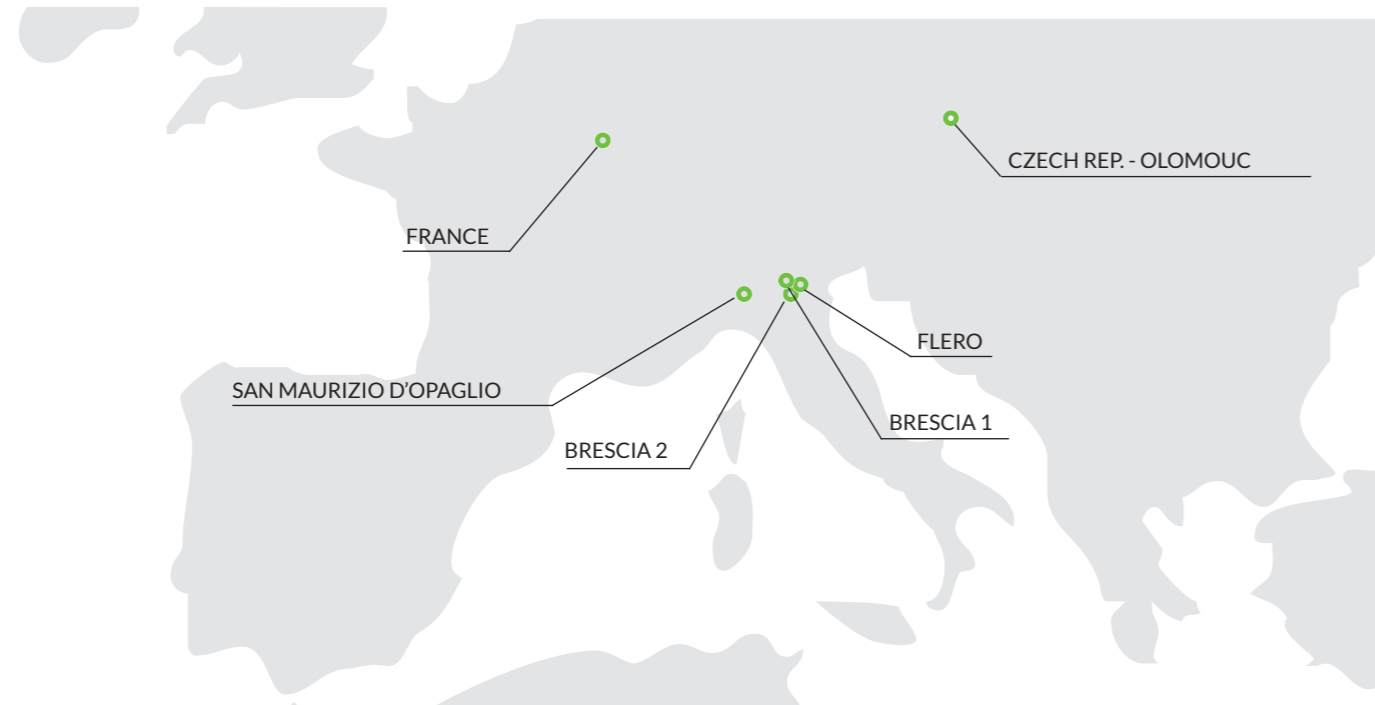 CZECH REP. - OLOMOUC
FRANCE
FLERO
SAN MAURIZIO D’OPAGLIO
BRESCIA 1
BRESCIA 2